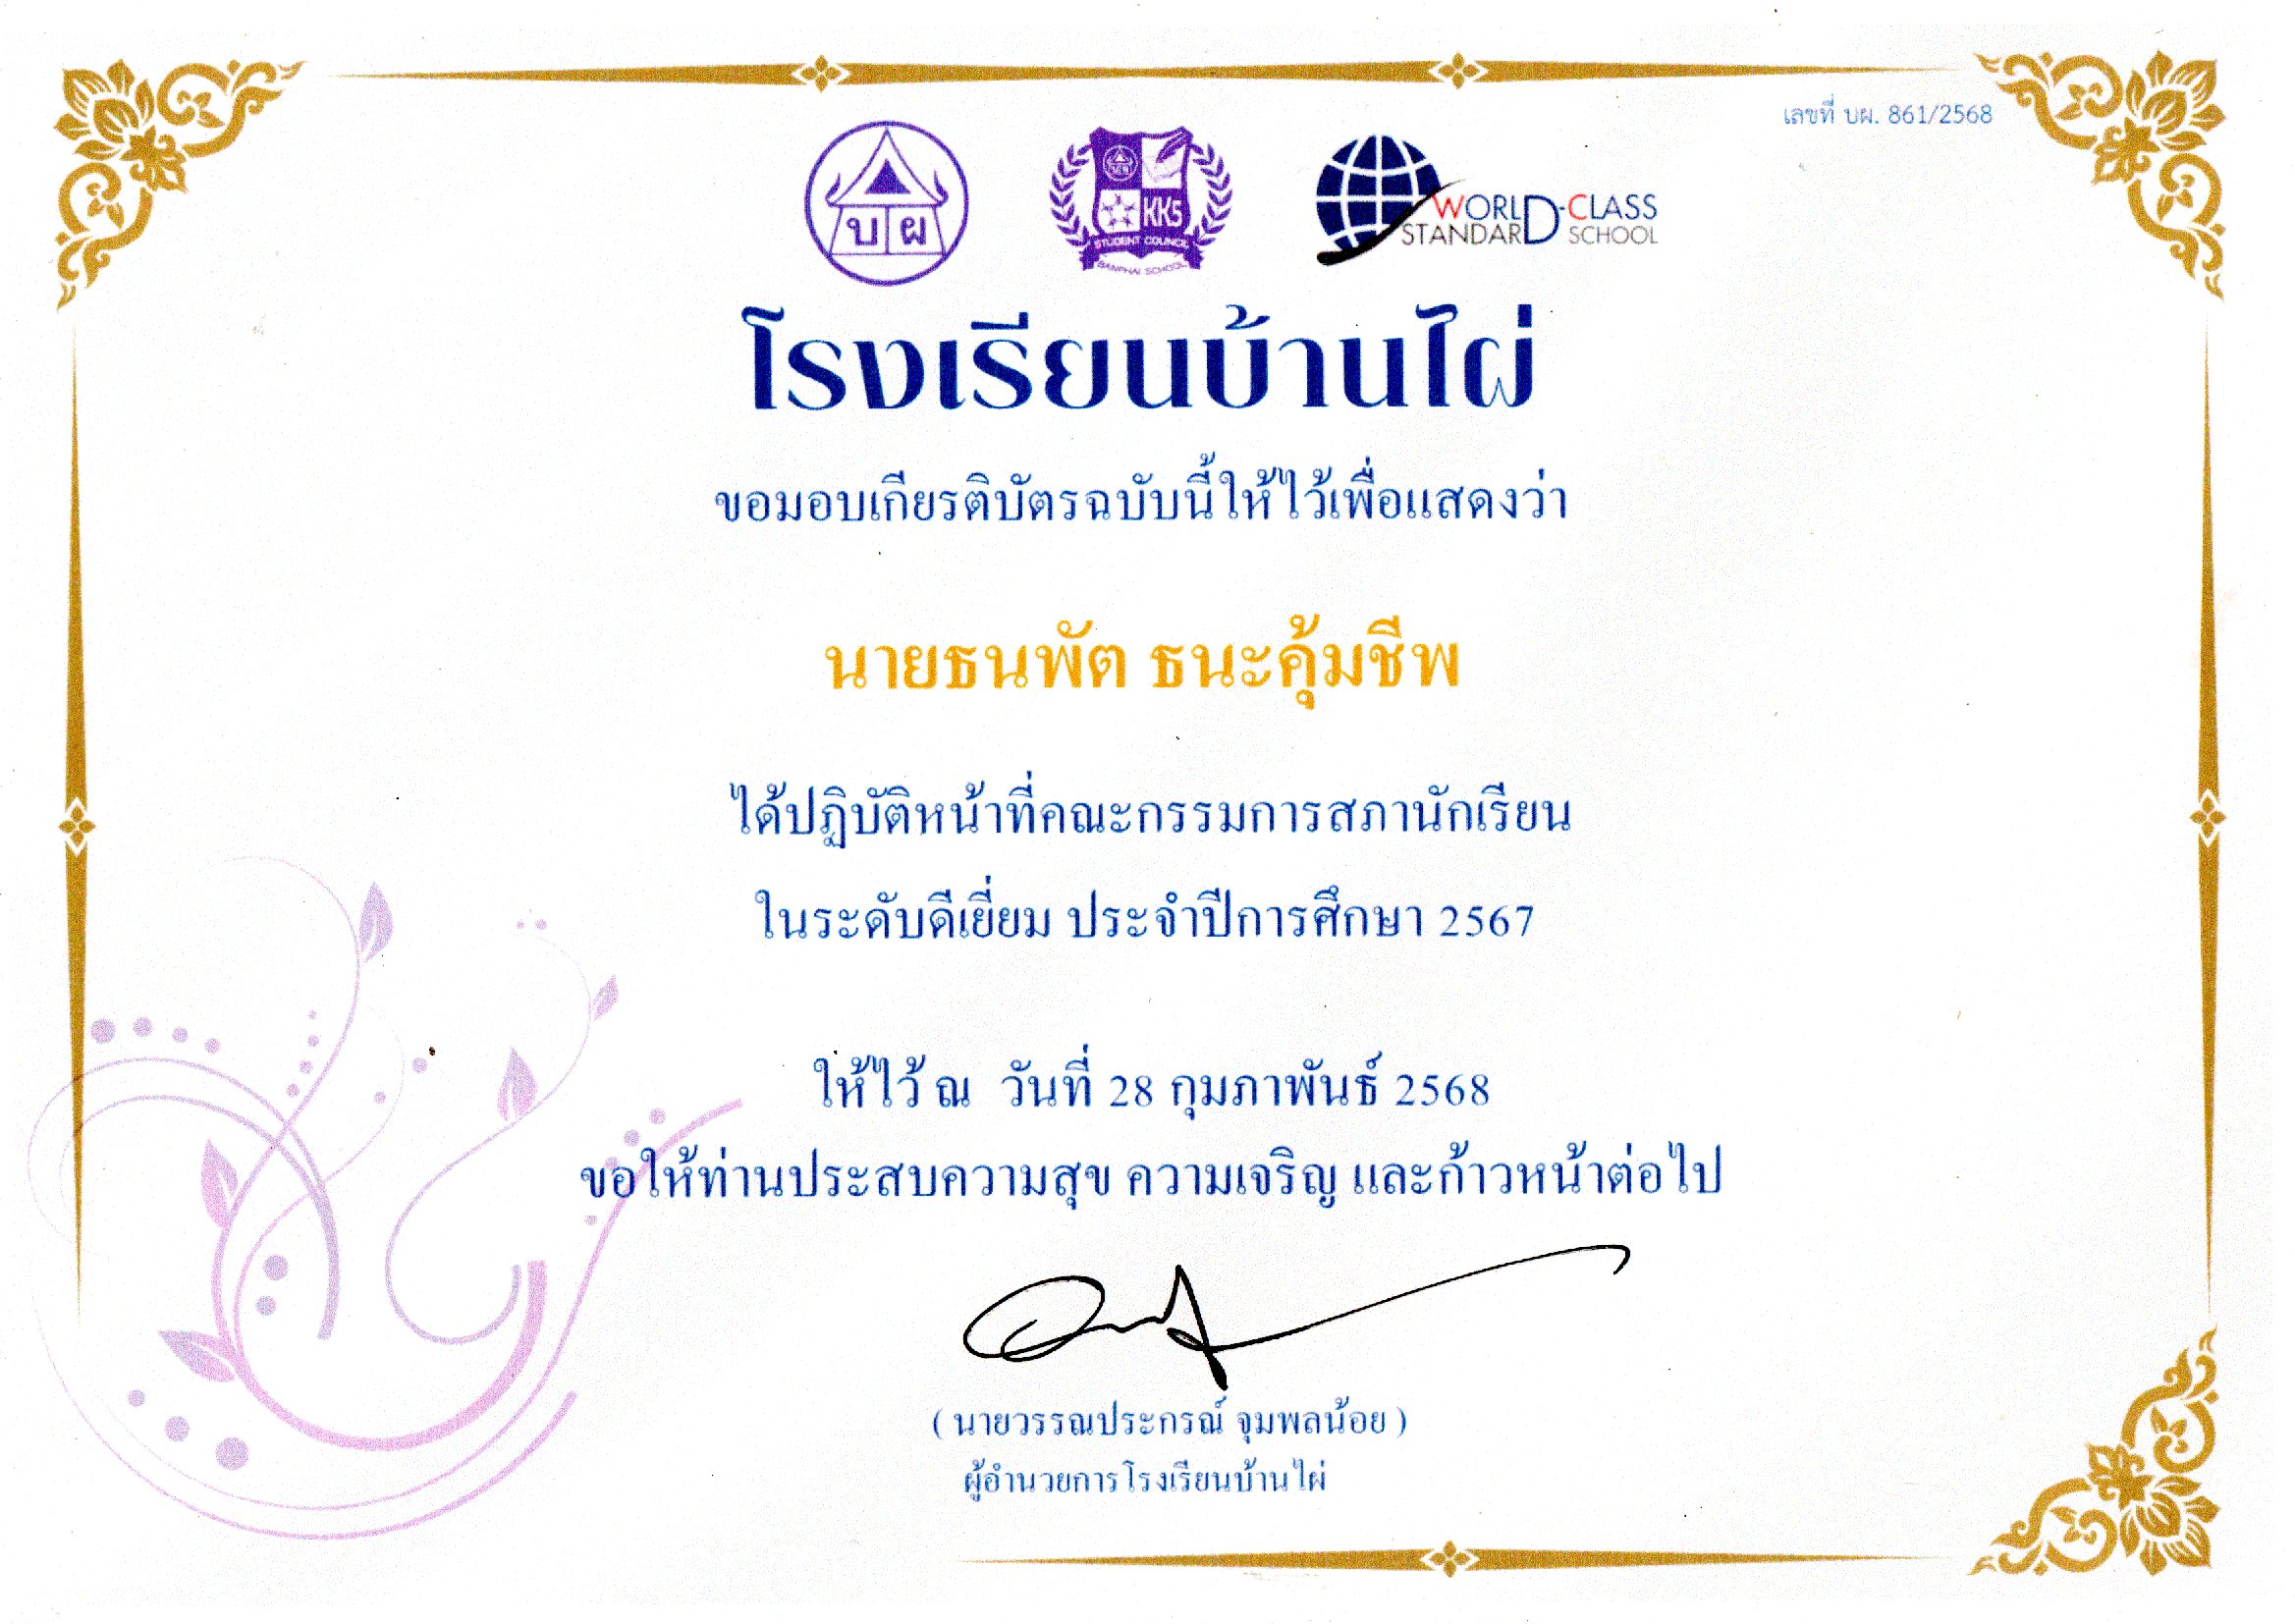 เลขที่ บผ. 861/2568
บ ผ
KKS
STUDENT COUNCIL
BANPHAI SCHOOL
WORLD-CLASS
STANDARD SCHOOL
โรงเรียนบ้านไผ่
ขอมอบเกียรติบัตรฉบับนี้ให้ไว้เพื่อแสดงว่า
นายธนพัต ธนะคุ้มชีพ
ได้ปฏิบัติหน้าที่คณะกรรมการสภานักเรียน
ในระดับดีเยี่ยม ประจำปีการศึกษา 2567
ให้ไว้ ณ วันที่ 28 กุมภาพันธ์ 2568
ขอให้ท่านประสบความสุข ความเจริญ และก้าวหน้าต่อไป
( นายวรรณประกรณ์ จุมพลน้อย )
ผู้อำนวยการโรงเรียนบ้านไผ่